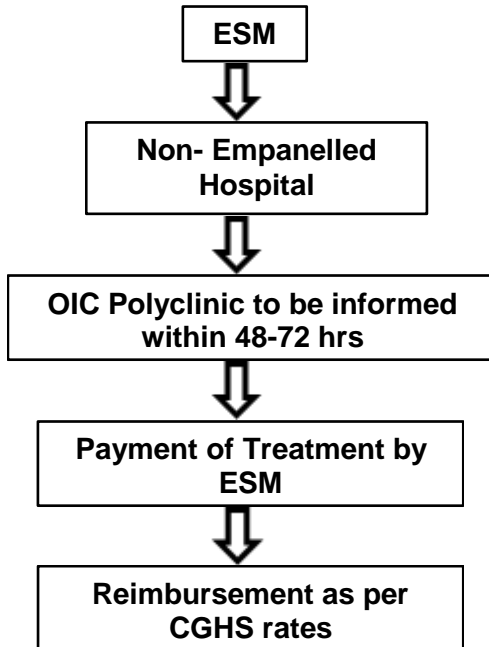 ESM
Non- Empanelled
Hospital
OIC Polyclinic to be informed
within 48-72 hrs
Payment of Treatment by
ESM
Reimbursement as per
CGHS rates